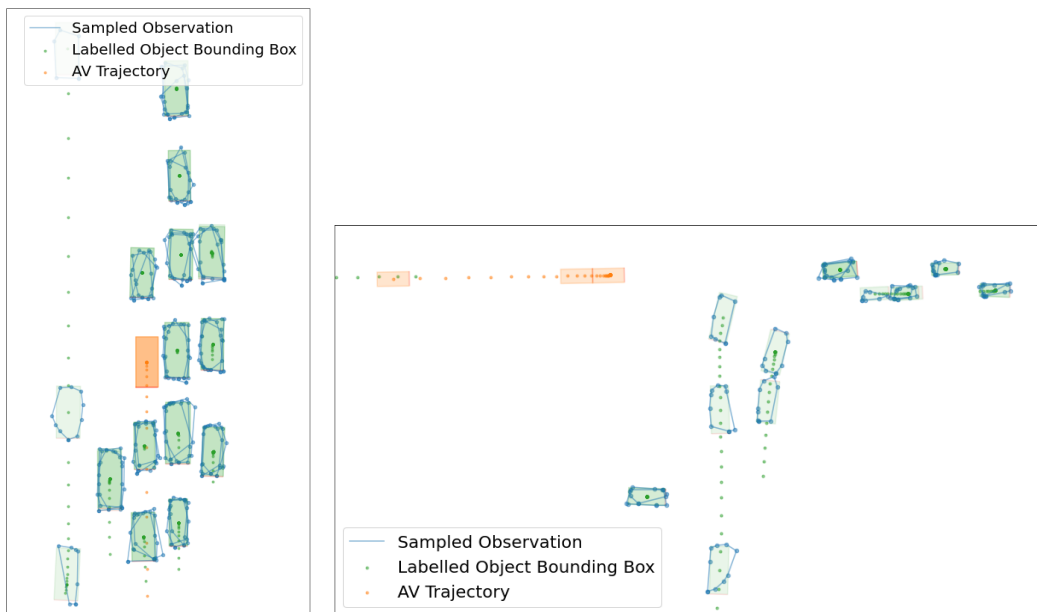 Sampled Observation
Labelled Object Bounding Box
AV Trajectory
Sampled Observation
Labelled Object Bounding Box
AV Trajectory